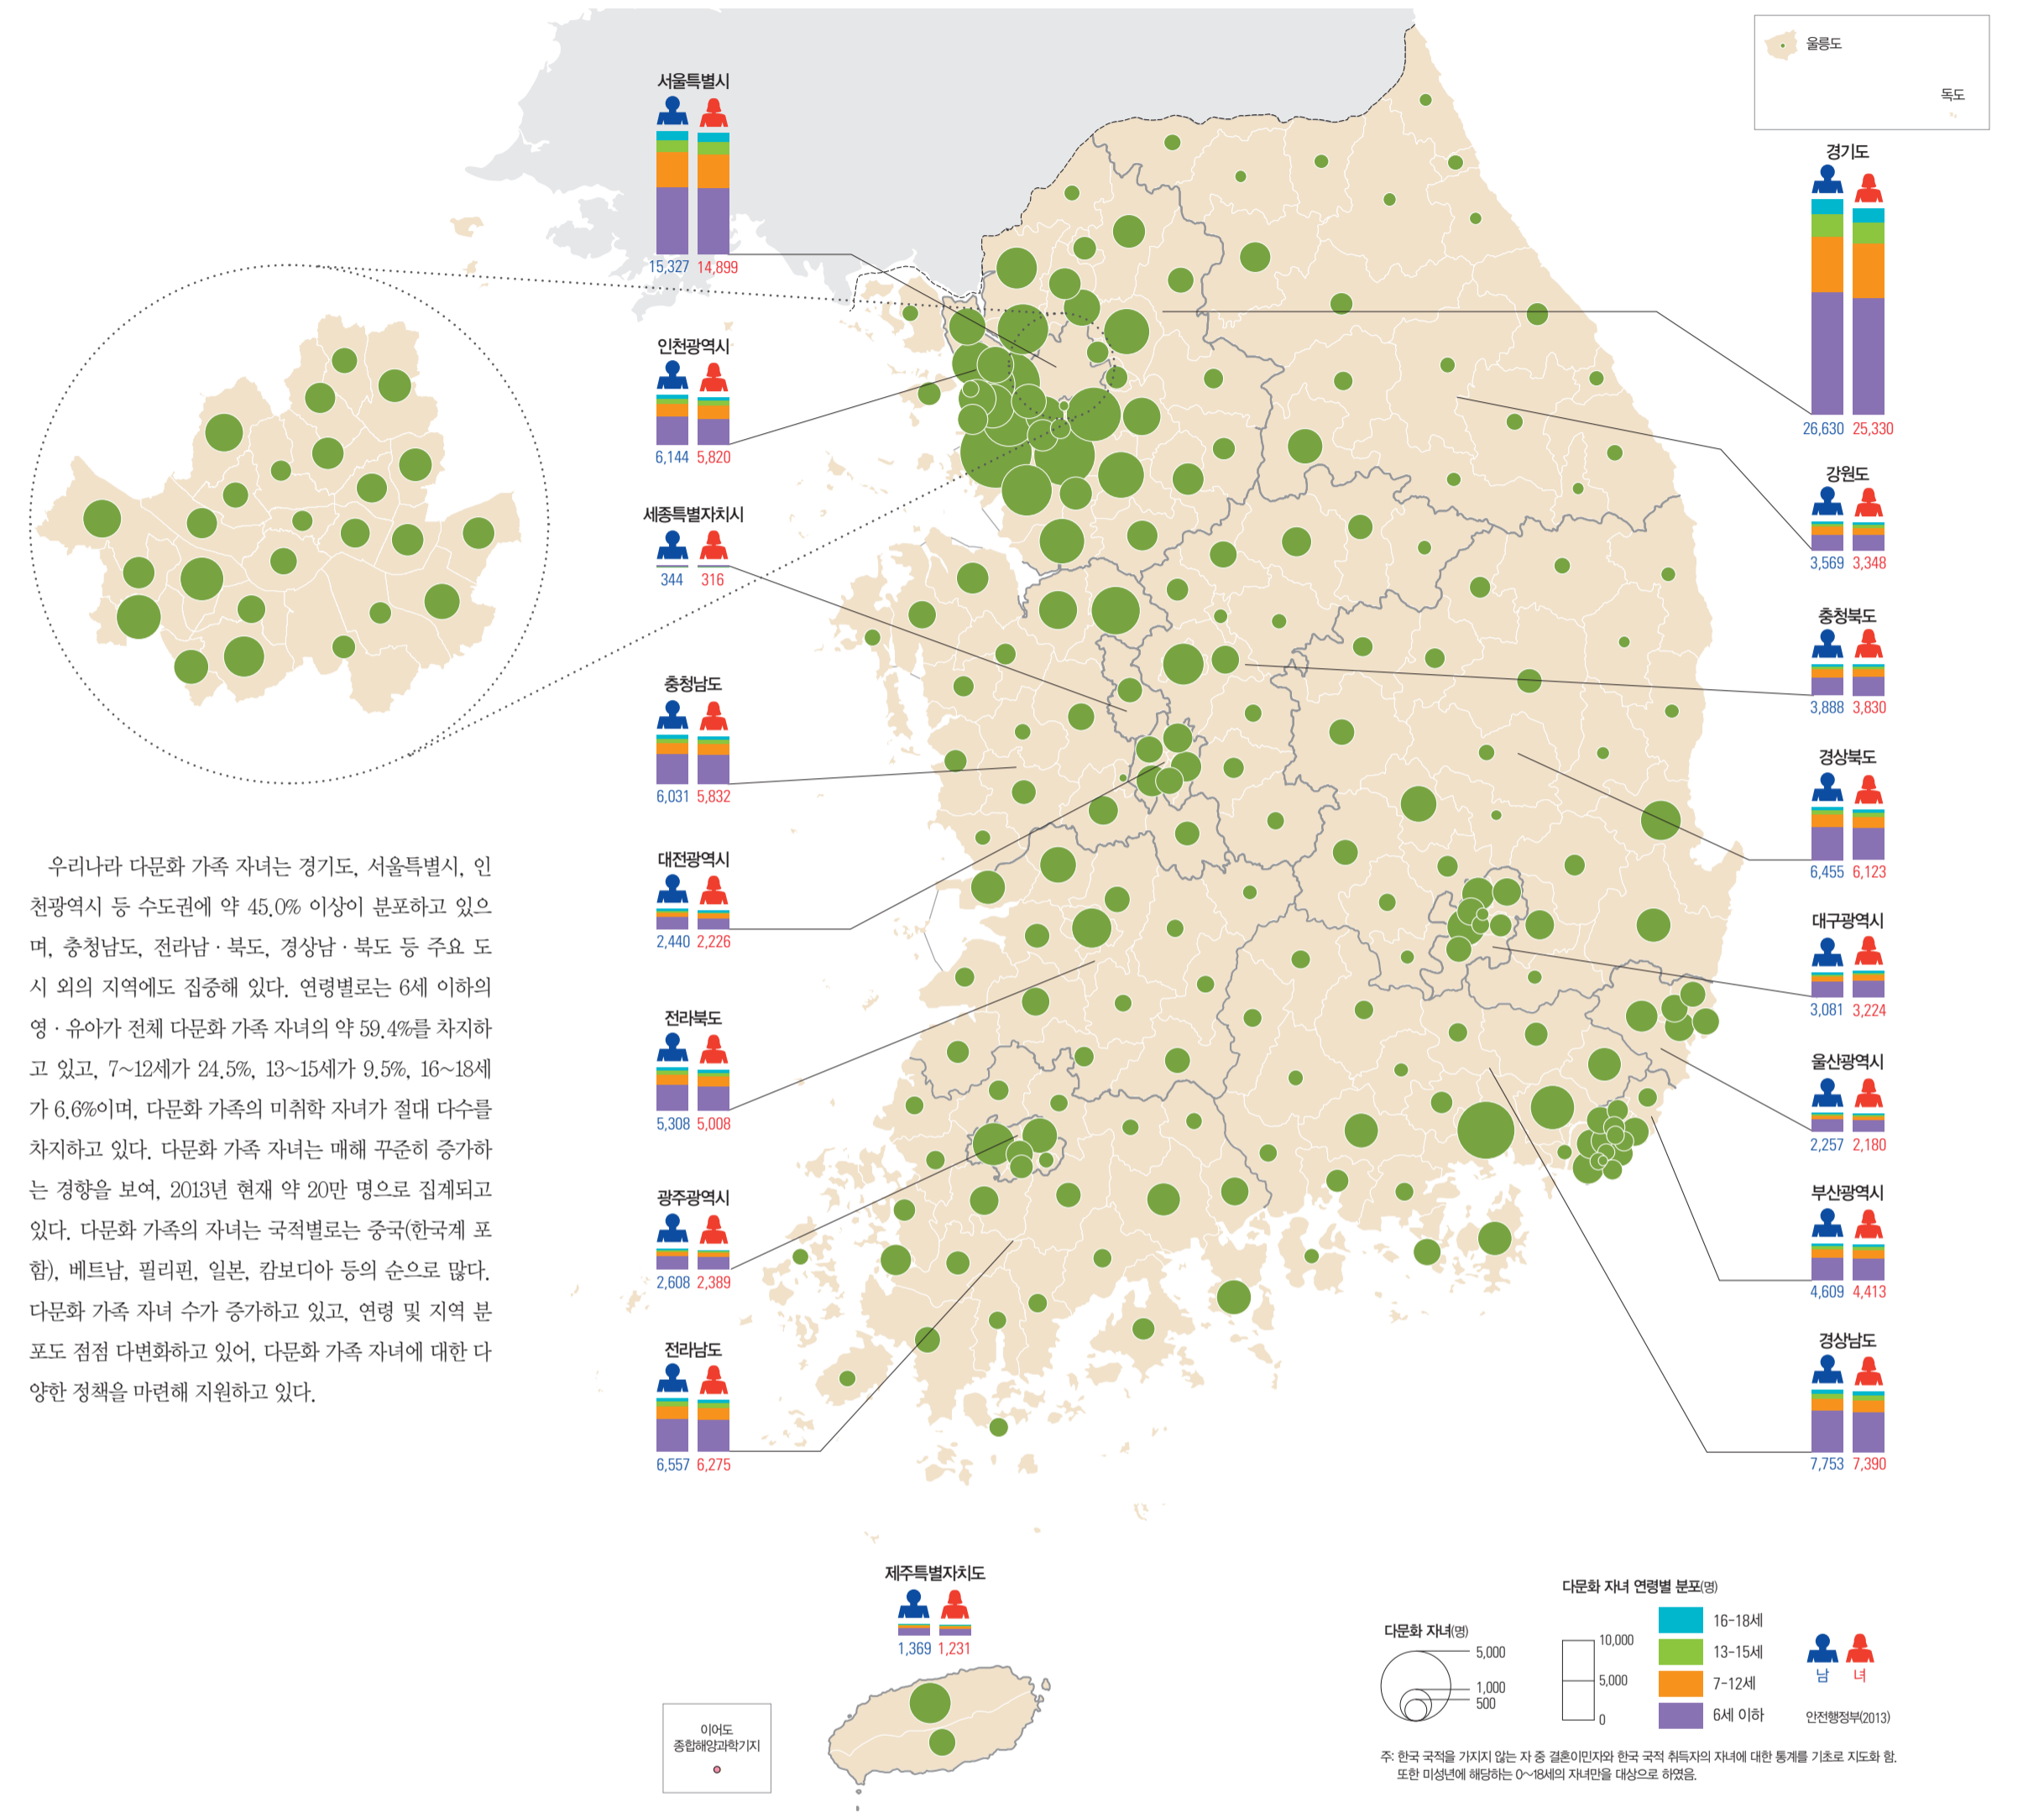 울릉도
독도
서울특별시
15,327 14,899
인천광역시
6,144 5,820
세종특별자치시
344 316
충청남도
6,031 5,832
대전광역시
2,440 2,226
전라북도
5,308 5,008
광주광역시
2,608 2,389
전라남도
6,557 6,275
경기도
26,630 25,330
강원도
3,569 3,348
충청북도
3,888 3,830
경상북도
6,455 6,123
대구광역시
3,081 3,224
울산광역시
2,257 2,180
부산광역시
4,609 4,413
경상남도
7,753 7,390
우리나라 다문화 가족 자녀는 경기도, 서울특별시, 인
천광역시 등 수도권에 약 45.0% 이상이 분포하고 있으
며, 충청남도, 전라남 · 북도, 경상남 · 북도 등 주요 도
시 외의 지역에도 집중해 있다. 연령별로는 6세 이하의
영 · 유아가 전체 다문화 가족 자녀의 약 59.4%를 차지하
고 있고, 7~12세가 24.5%, 13~15세가 9.5%, 16~18세
가 6.6%이며, 다문화 가족의 미취학 자녀가 절대 다수를
차지하고 있다. 다문화 가족 자녀는 매해 꾸준히 증가하
는 경향을 보여, 2013년 현재 약 20만 명으로 집계되고
있다. 다문화 가족의 자녀는 국적별로는 중국(한국계 포
함), 베트남, 필리핀, 일본, 캄보디아 등의 순으로 많다.
다문화 가족 자녀 수가 증가하고 있고, 연령 및 지역 분
포도 점점 다변화하고 있어, 다문화 가족 자녀에 대한 다
양한 정책을 마련해 지원하고 있다.
제주특별자치도
1,369 1,231
이어도
종합해양과학기지
다문화 자녀(명)
5,000
1,000
500
다문화 자녀 연령별 분포(명)
10,000
5,000
0
16-18세
13-15세
7-12세
6세 이하
남 녀
안전행정부(2013)
주: 한국 국적을 가지지 않는 자 중 결혼이민자와 한국 국적 취득자의 자녀에 대한 통계를 기초로 지도화 함.
또한 미성년에 해당하는 0~18세의 자녀만을 대상으로 하였음.